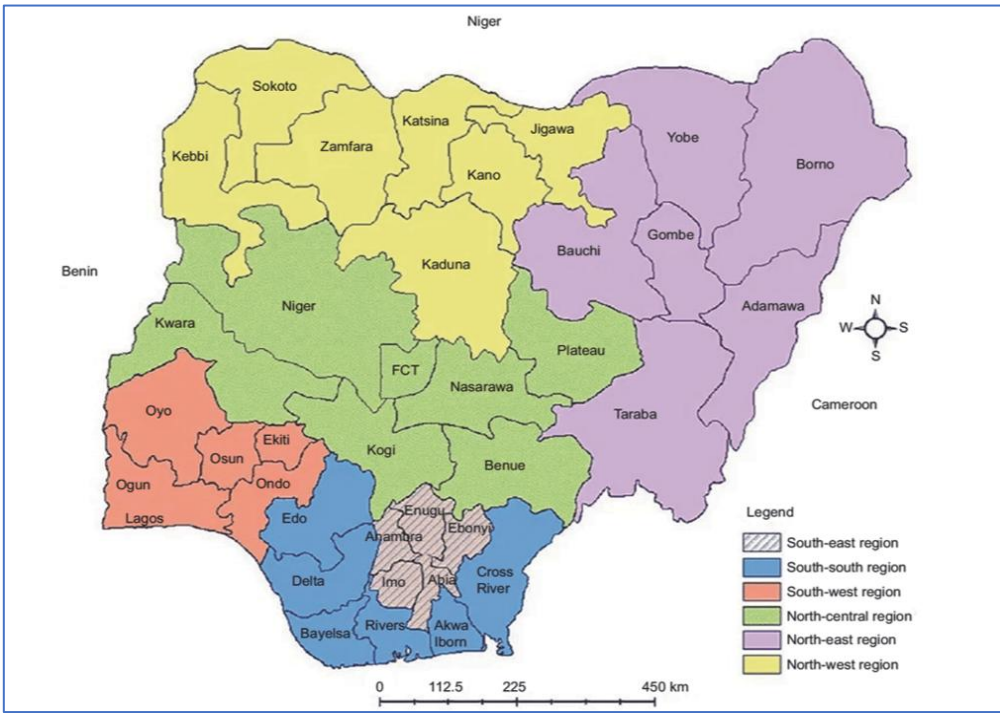 Niger
Sokoto
Katsina
Jigawa
Yobe
Zamfara
Kebbi
Kano
Borno
Gombe
Bauchi
Kaduna
Benin
Niger
Adamawa
Kwara
N
W
S
S
Plateau
FCT
Nasarawa
Cameroon
Oyo
Taraba
Ekiti
Kogi
Osun
Benue
Ogun
Ondo
Lagos
Edo
Enugu
Ebonyi
Anambra
Delta
Imo
Abia
Cross
River
Bayelsa
Rivers
Akwa
Iborn
Legend
South-east region
South-south region
South-west region
North-central region
North-east region
North-west region
0 112.5 225 450 km